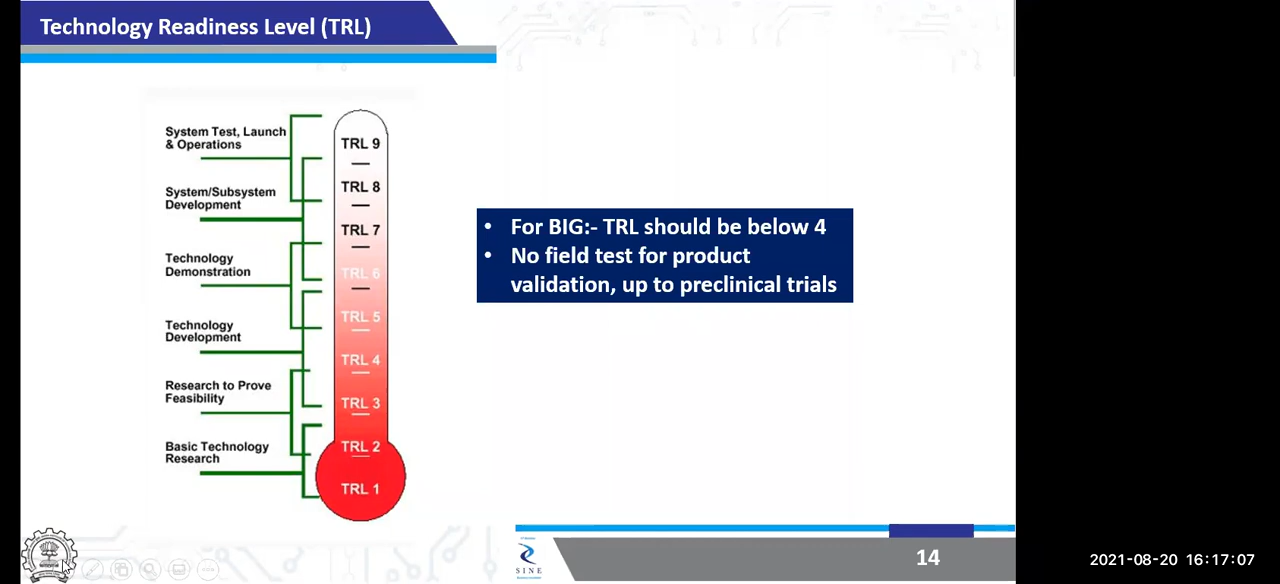 Technology Readiness Level (TRL)
System Test, Launch
& Operations
System/Subsystem
Development
Technology
Demonstration
Technology
Development
Research to Prove
Feasibility
Basic Technology
Research
TRL 9
TRL 8
TRL 7
TRL 6
TRL 5
TRL 4
TRL 3
TRL 2
TRL 1
• For BIG:- TRL should be below 4
• No field test for product
validation, up to preclinical trials
SINE
14
2021-08-20 16:17:07